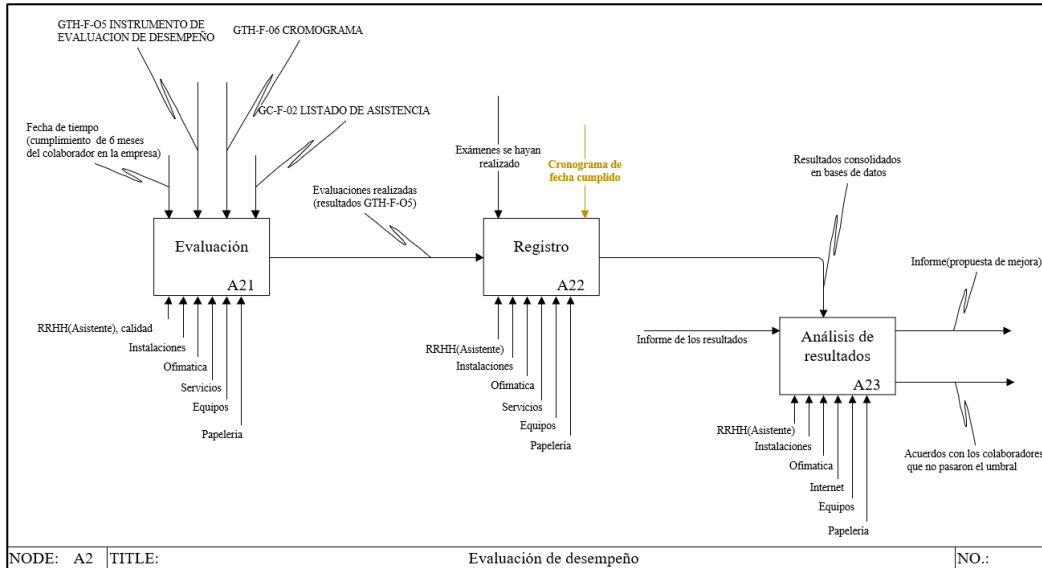 GTH-F-O5 INSTRUMENTO DE
EVALUACION DE DESEMPEÑO
GTH-F-06 CROMOGRAMA
GC-F-02 LISTADO DE ASISTENCIA
Fecha de tiempo
(cumplimiento de 6 meses
del colaborador en la empresa)
Evaluación
A21
RRHH(Asistente), calidad
Instalaciones
Ofimatica
Servicios
Equipos
Papeleria
Evaluaciones realizadas
(resultados GTH-F-O5)
Exámenes se hayan
realizado
Cronograma de
fecha cumplido
Registro
A22
RRHH(Asistente)
Instalaciones
Ofimatica
Servicios
Equipos
Papelería
Resultados consolidados
en bases de datos
Informe de los resultados
Análisis de
resultados
A23
RRHH(Asistente)
Instalaciones
Ofimatica
Internet
Equipos
Papelería
Informe(propuesta de mejora)
Acuerdos con los colaboradores
que no pasaron el umbral
NODE: A2 TITLE: Evaluación de desempeño NO.: